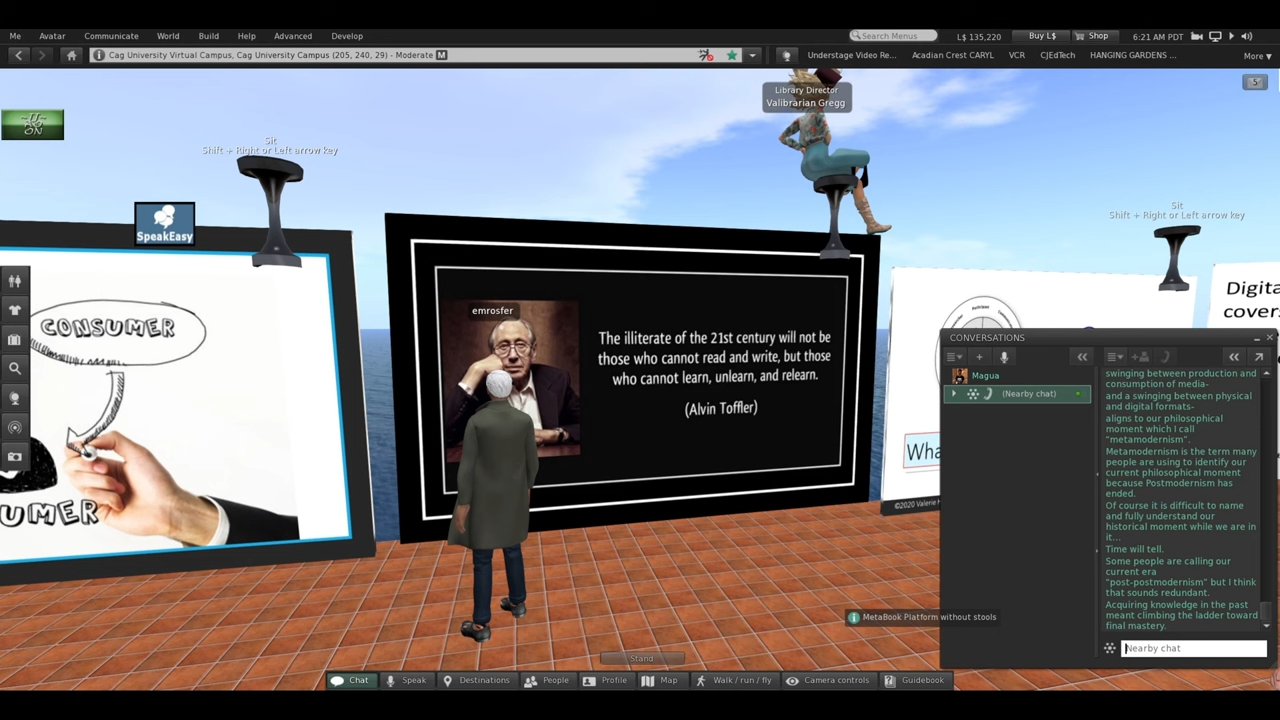 Me Avatar Communicate World Build Help Advanced Develop
Search Menus
L$ 135,220
Buy L$
Shop
6:21 AM PDT
Cag University Virtual Campus, Cag University Campus (205, 240, 29) - Moderate M
Understage Video Re... Acadian Crest CARYL VCR CJEdTech HANGING GARDENS ... More ▼
5
ON
Library Director
Valibrarian Gregg
Sit
Shift + Right or Left arrow key
Sit
Shift + Right or Left arrow key
SpeakEasy
CONSUMER
UMER
emrosfer
The illiterate of the 21st century will not be
those who cannot read and write, but those
who cannot learn, unlearn, and relearn.
(Alvin Toffler)
Digita
cover
Wha
©2020 Valerie H
CONVERSATIONS
Magua
(Nearby chat)
swinging between production and
consumption of media-
and a swinging between physical
and digital formats-
aligns to our philosophical
moment which I call
"metamodernism".
Metamodernism is the term many
people are using to identify our
current philosophical moment
because Postmodernism has
ended.
Of course it is difficult to name
and fully understand our
historical moment while we are in
it...
Time will tell.
Some people are calling our
current era
"post-postmodernism" but I think
that sounds redundant.
Acquiring knowledge in the past
meant climbing the ladder toward
final mastery.
Nearby chat
MetaBook Platform without stools
Stand
Chat Speak Destinations People Profile Map Walk / run / fly Camera controls Guidebook